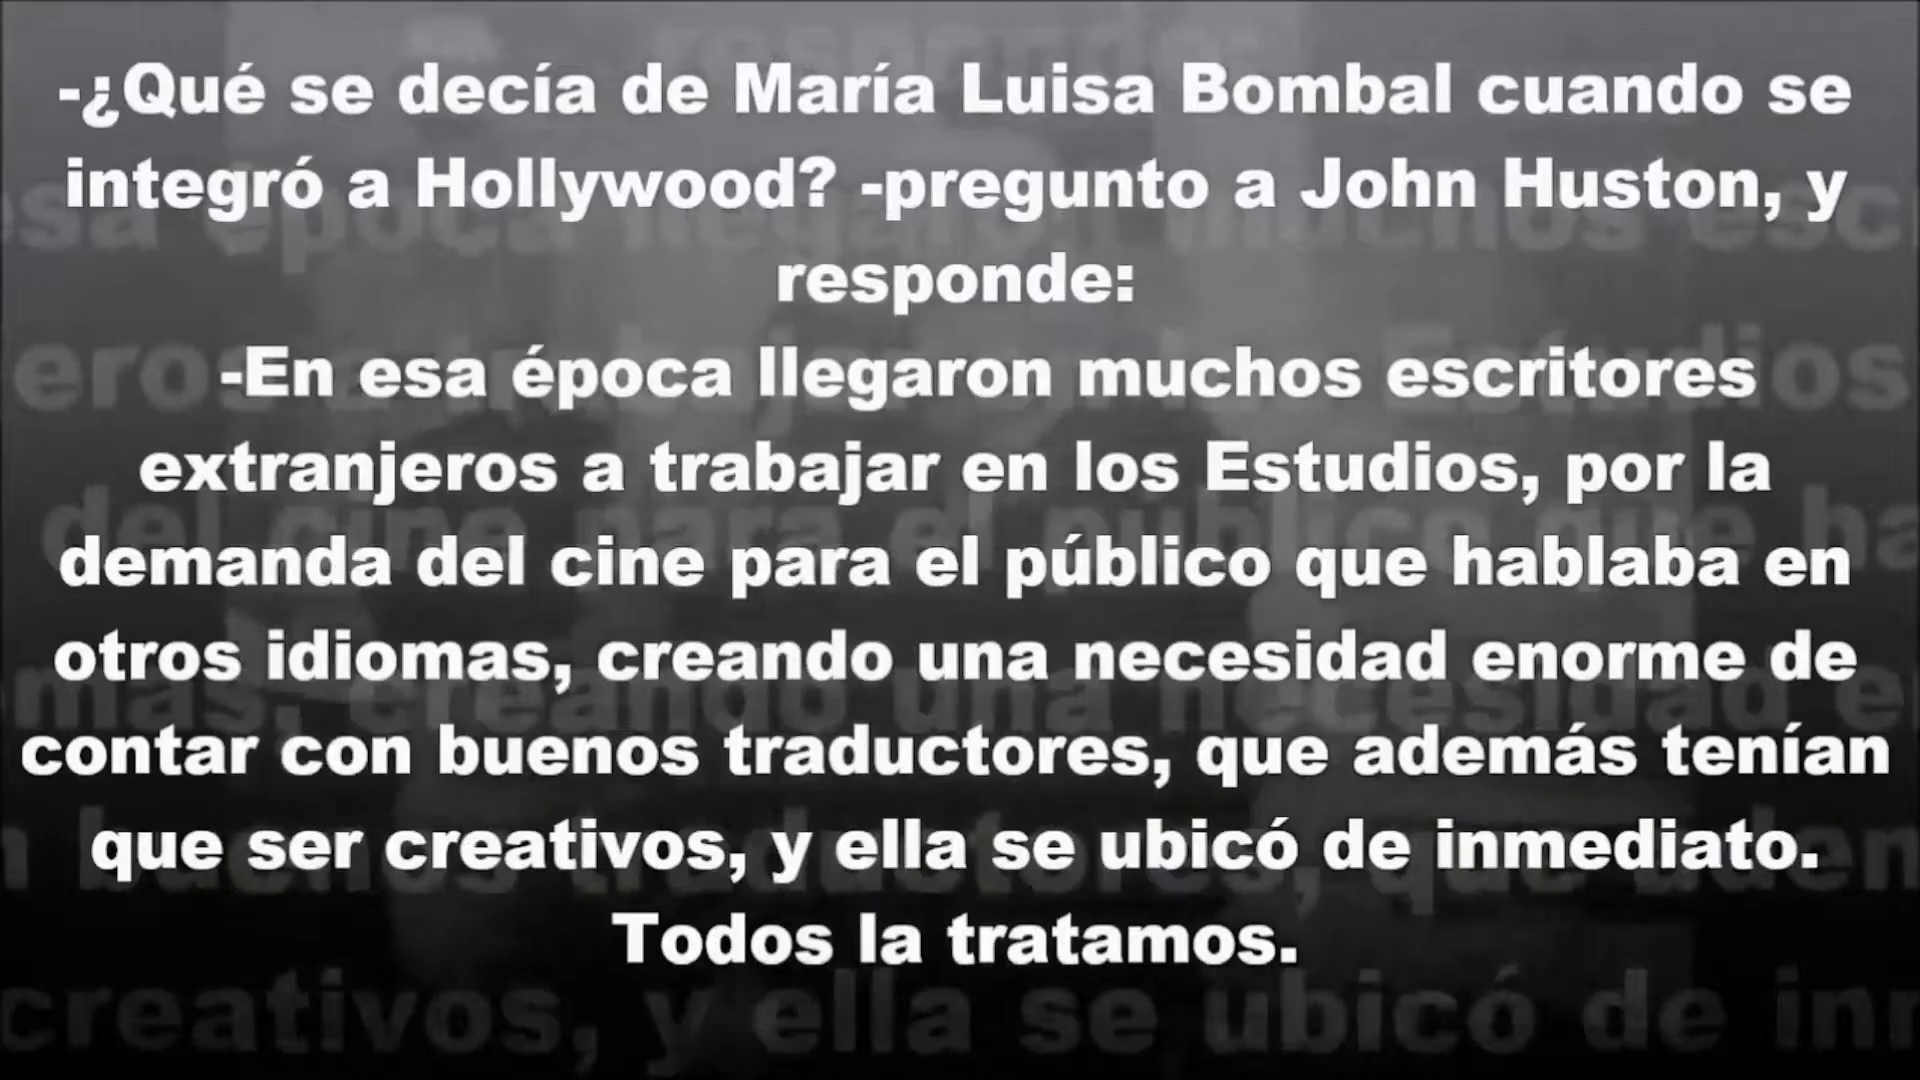 -¿Qué se decía de María Luisa Bombal cuando se
integró a Hollywood? -pregunto a John Huston, y
responde:
-En esa época llegaron muchos escritores
extranjeros a trabajar en los Estudios, por la
demanda del cine para el público que hablaba en
otros idiomas, creando una necesidad enorme de
contar con buenos traductores, que además tenían
que ser creativos, y ella se ubicó de inmediato.
Todos la tratamos.